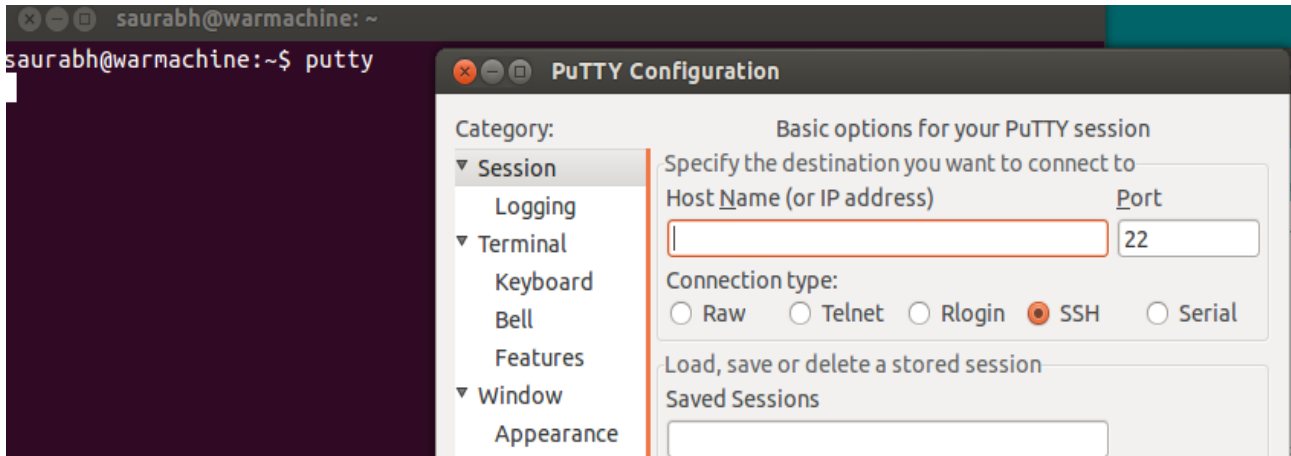 saurabh@warmachine: ~
saurabh@warmachine:~$ putty
PuTTY Configuration
Category:
Basic options for your PuTTY session
Session
Logging
Terminal
Keyboard
Bell
Features
Window
Appearance
Specify the destination you want to connect to
Host Name (or IP address)
Port
22
Connection type:
Raw
Telnet
Rlogin
SSH
Serial
Load, save or delete a stored session
Saved Sessions